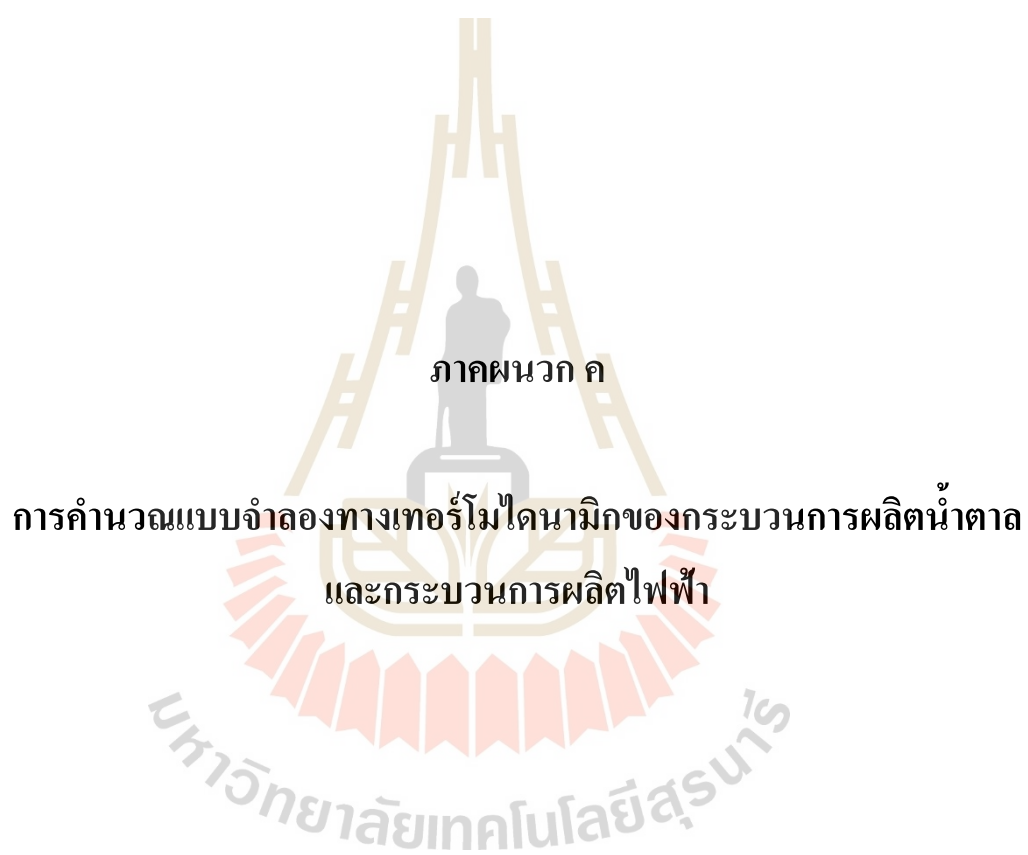 ภาคผนวก ค
การคำนวณแบบจำลองทางเทอร์โมไดนามิกของกระบวนการผลิตน้ำตาล
และกระบวนการผลิตไฟฟ้า
มหาวิทยาลัยเทคโนโลยีสุรนารี